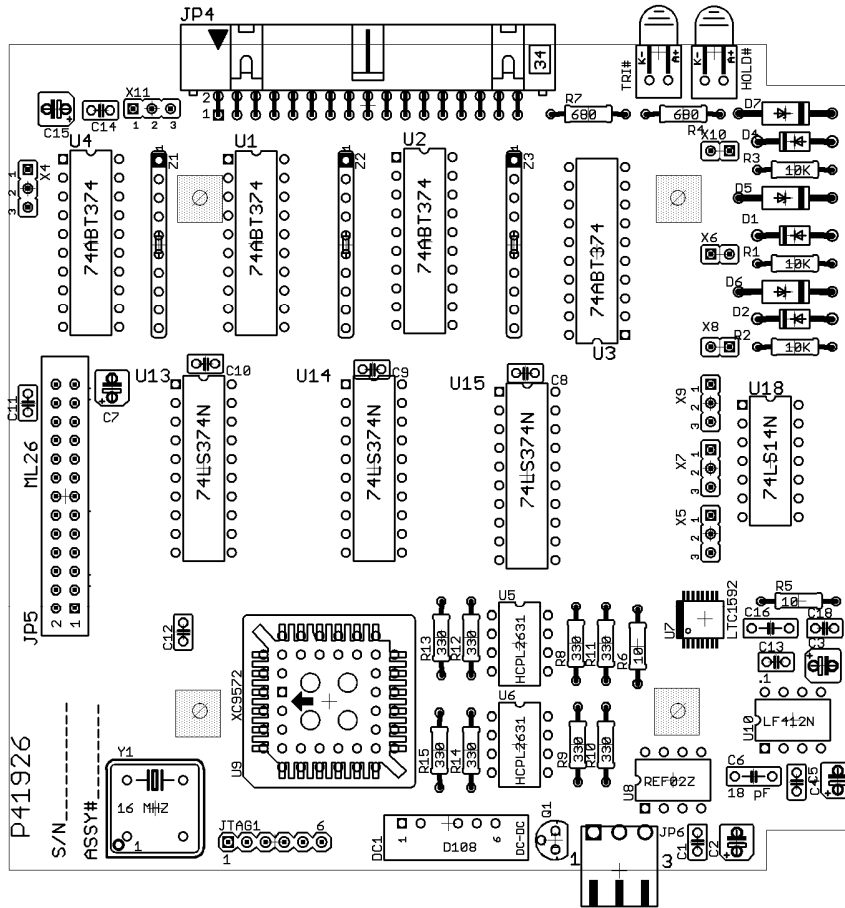 JP4
34
2
1
TRI#
K- A+
K- A+
HOLD#
C15
C14
X11
1 2 3
R7
680
680
R4
D7
X10
D4
R3
10K
D5
D1
X6
R1
10K
D6
D2
X8
R2
10K
X4
1
2
3
U4
74ABT374
Z1
1
U1
74ABT374
Z2
1
U2
74ABT374
Z3
1
74ABT374
U3
C11
ML26
JP5
2 1
C7
U13
C10
74LS374N
U14
C9
74LS374N
U15
C8
74LS374N
X9
1
2
3
X7
1
2
3
X5
1
2
3
U18
74LS14N
C12
XC9572
U9
.1
R13
330
R12
330
U5
HCPL2631
R8
330
R11
330
R6
10
U7
LTC1592
R5
10
C16
C18
C13
C3
.1
R15
330
R14
330
U6
HCPL2631
R9
330
R10
330
U10
LF412N
U8
REF02Z
C6
18 pF
C4
C5
P41926
S/N______
ASSY#______
Y1
16 MHZ
1
JTAG1
1
6
DC1
1
D108
6
DC-DC
Q1
JP6
1
3
C1
C2